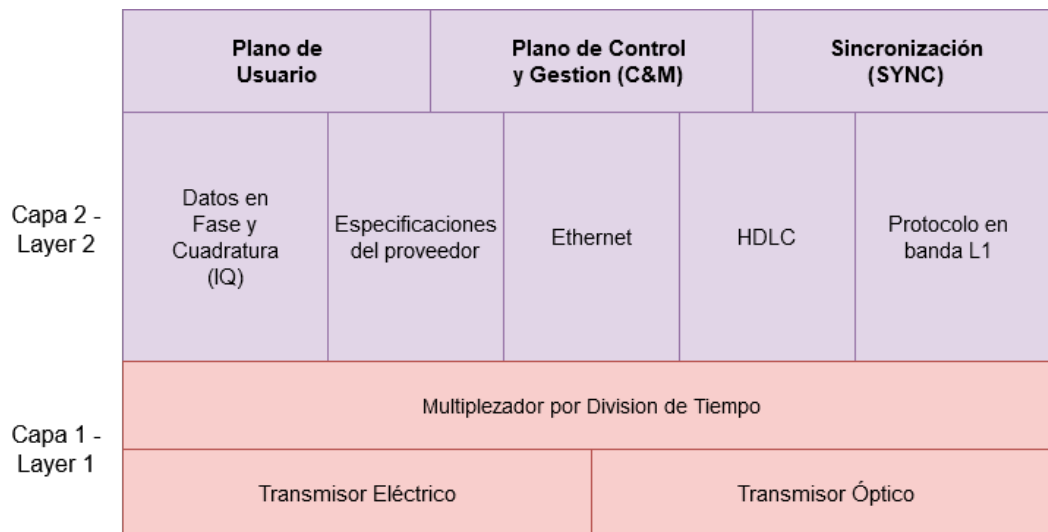 Plano de
Usuario
Plano de Control
y Gestion (C&M)
Sincronización
(SYNC)
Capa 2 -
Layer 2
Datos en
Fase y
Cuadratura
(IQ)
Especificaciones
del proveedor
Ethernet
HDLC
Protocolo en
banda L1
Capa 1 -
Layer 1
Multiplezador por Division de Tiempo
Transmisor Eléctrico
Transmisor Óptico